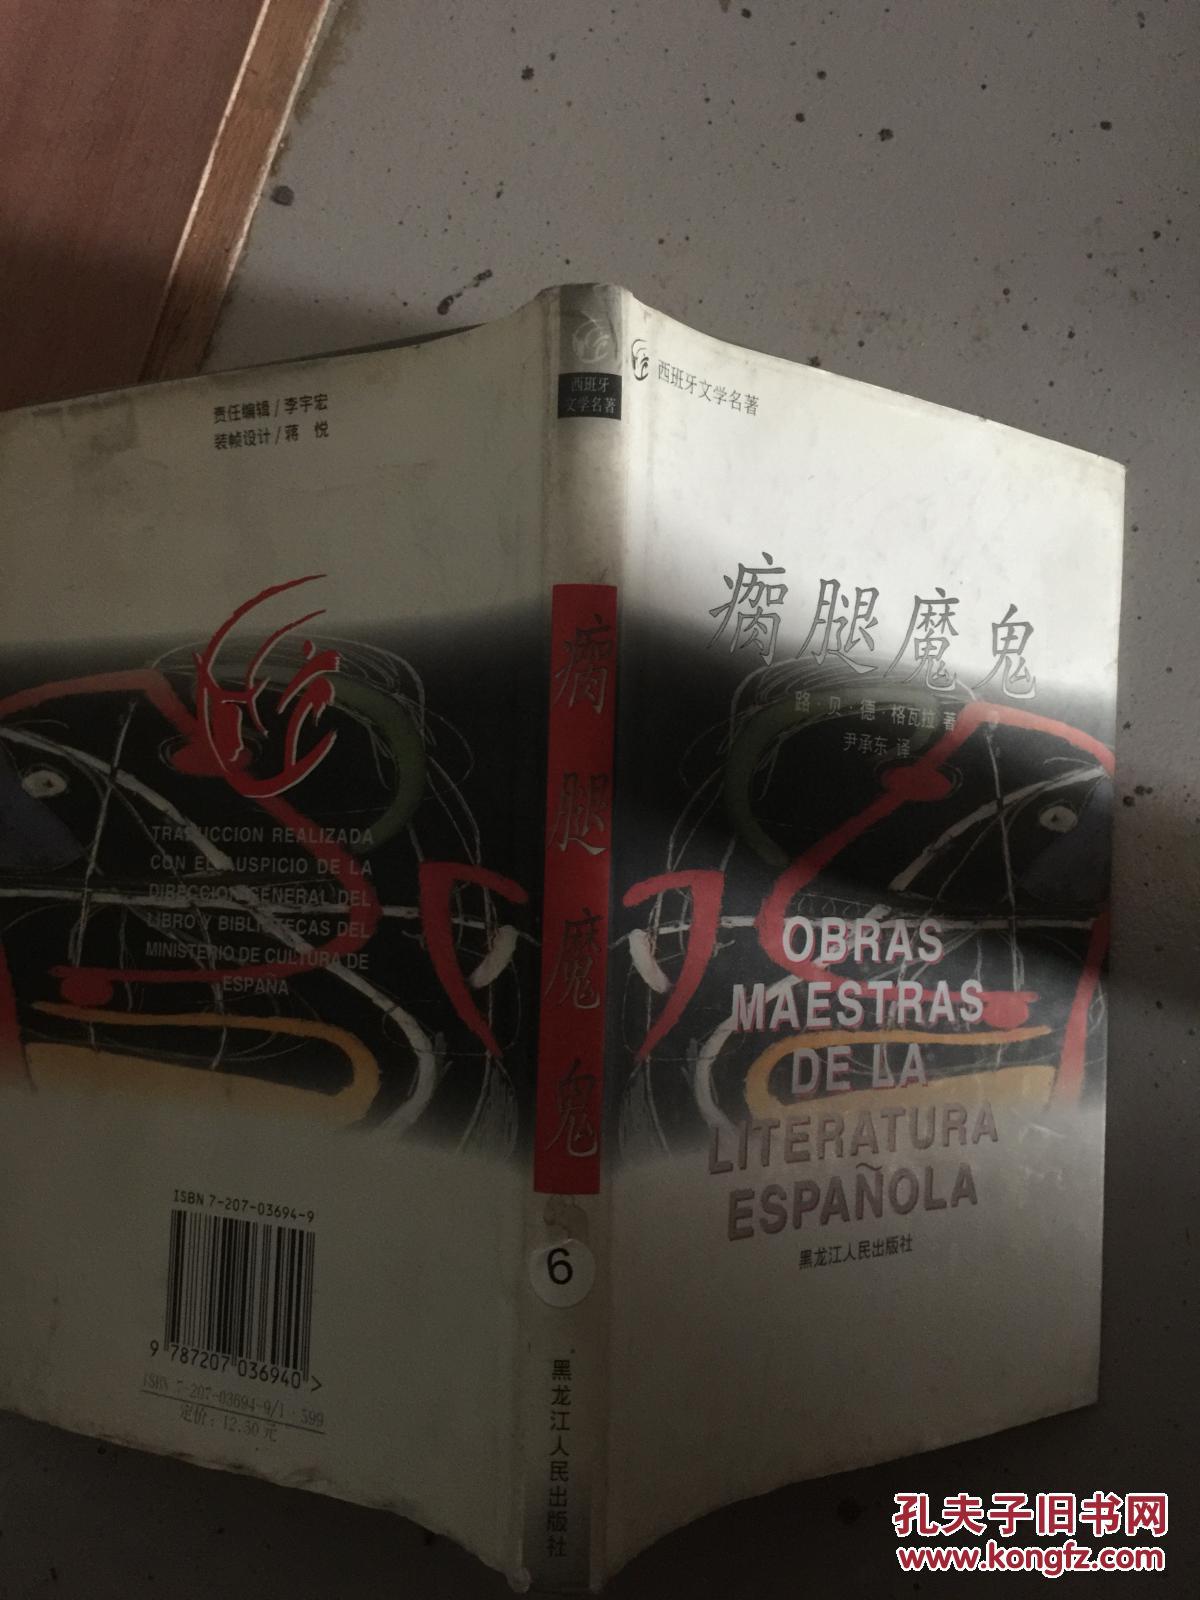 责任编辑/李宇宏
装帧设计/蒋 悦
TRADUCCION REALIZADA
CON EL AUSPICIO DE LA
DIRECCION GENERAL DEL
LIBRO Y BIBLIOTECAS DEL
MINISTERIO DE CULTURA DE
ESPAÑA
ISBN 7-207-03694-9
9 787207 036940 >
ISBN 7-207-03694-9/I·599
定价: 12.50元
西班牙
文学名著
瘸腿魔鬼
6
黑龙江人民出版社
西班牙文学名著
瘸腿魔鬼
路·贝·德·格瓦拉 著
尹承东 译
OBRAS
MAESTRAS
DE LA
LITERATURA
ESPAÑOLA
黑龙江人民出版社
孔夫子旧书网
www.kongfz.com